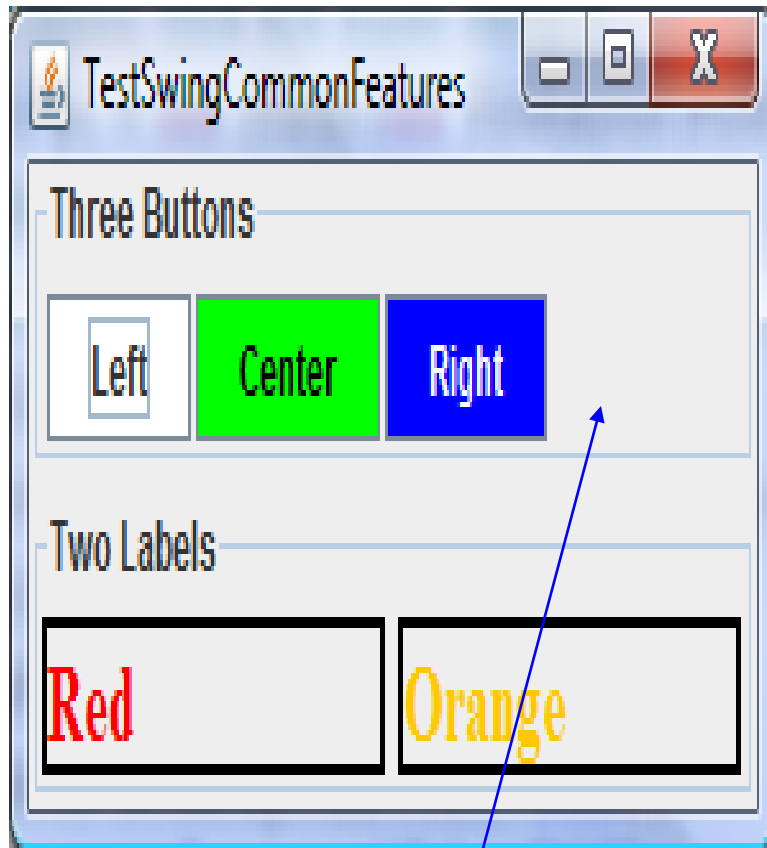 TestSwingCommonFeatures
Three Buttons
Left Center Right
Two Labels
Red Orange